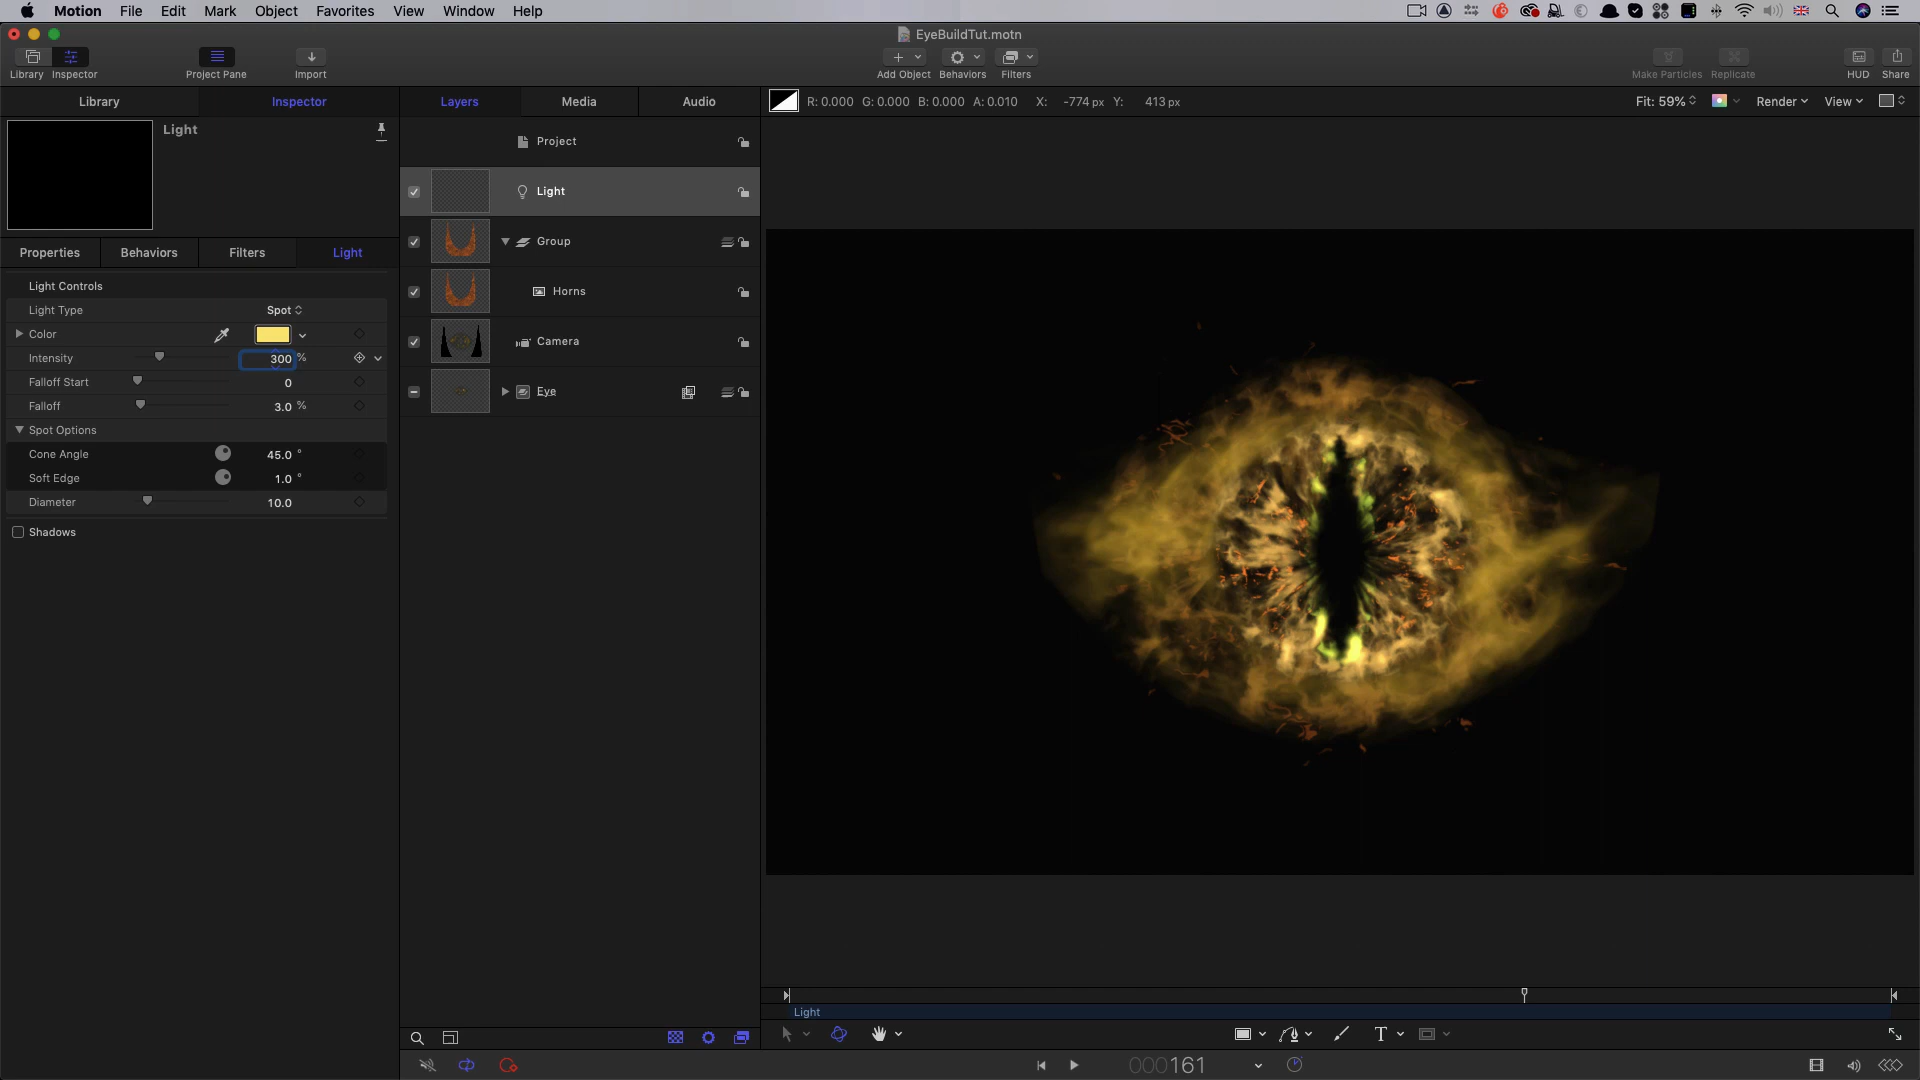 Motion File Edit Mark Object Favorites View Window Help
EyeBuildTut.motn
Library Inspector Project Pane Import Add Object Behaviors Filters Make Particles Replicate HUD Share
Library Inspector Layers Media Audio R: 0.000 G: 0.000 B: 0.000 A: 0.010 X: -774 px Y: 413 px Fit: 59% Render View
Light
Project
Light
Group
Horns
Camera
Eye
Properties Behaviors Filters Light
Light Controls
Light Type Spot
Color
Intensity 300 %
Falloff Start 0
Falloff 3.0 %
Spot Options
Cone Angle 45.0 °
Soft Edge 1.0 °
Diameter 10.0
Shadows
Light
T
000161